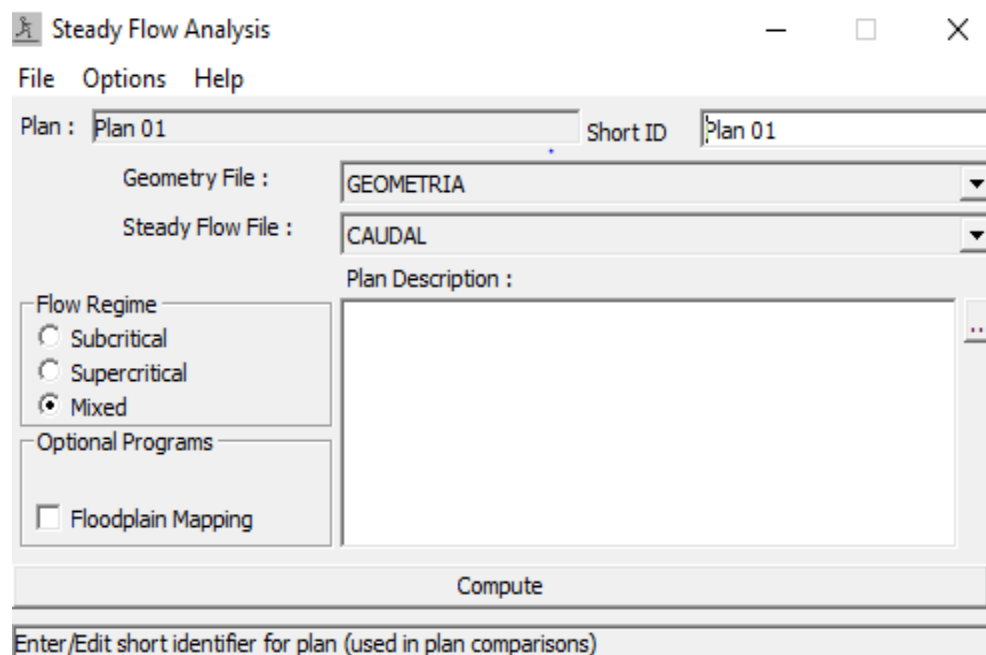 Steady Flow Analysis
File Options Help
Plan : Plan 01 Short ID Plan 01
Geometry File : GEOMETRIA
Steady Flow File : CAUDAL
Plan Description :
Flow Regime
Subcritical
Supercritical
Mixed
Optional Programs
Floodplain Mapping
..
Compute
Enter/Edit short identifier for plan (used in plan comparisons)